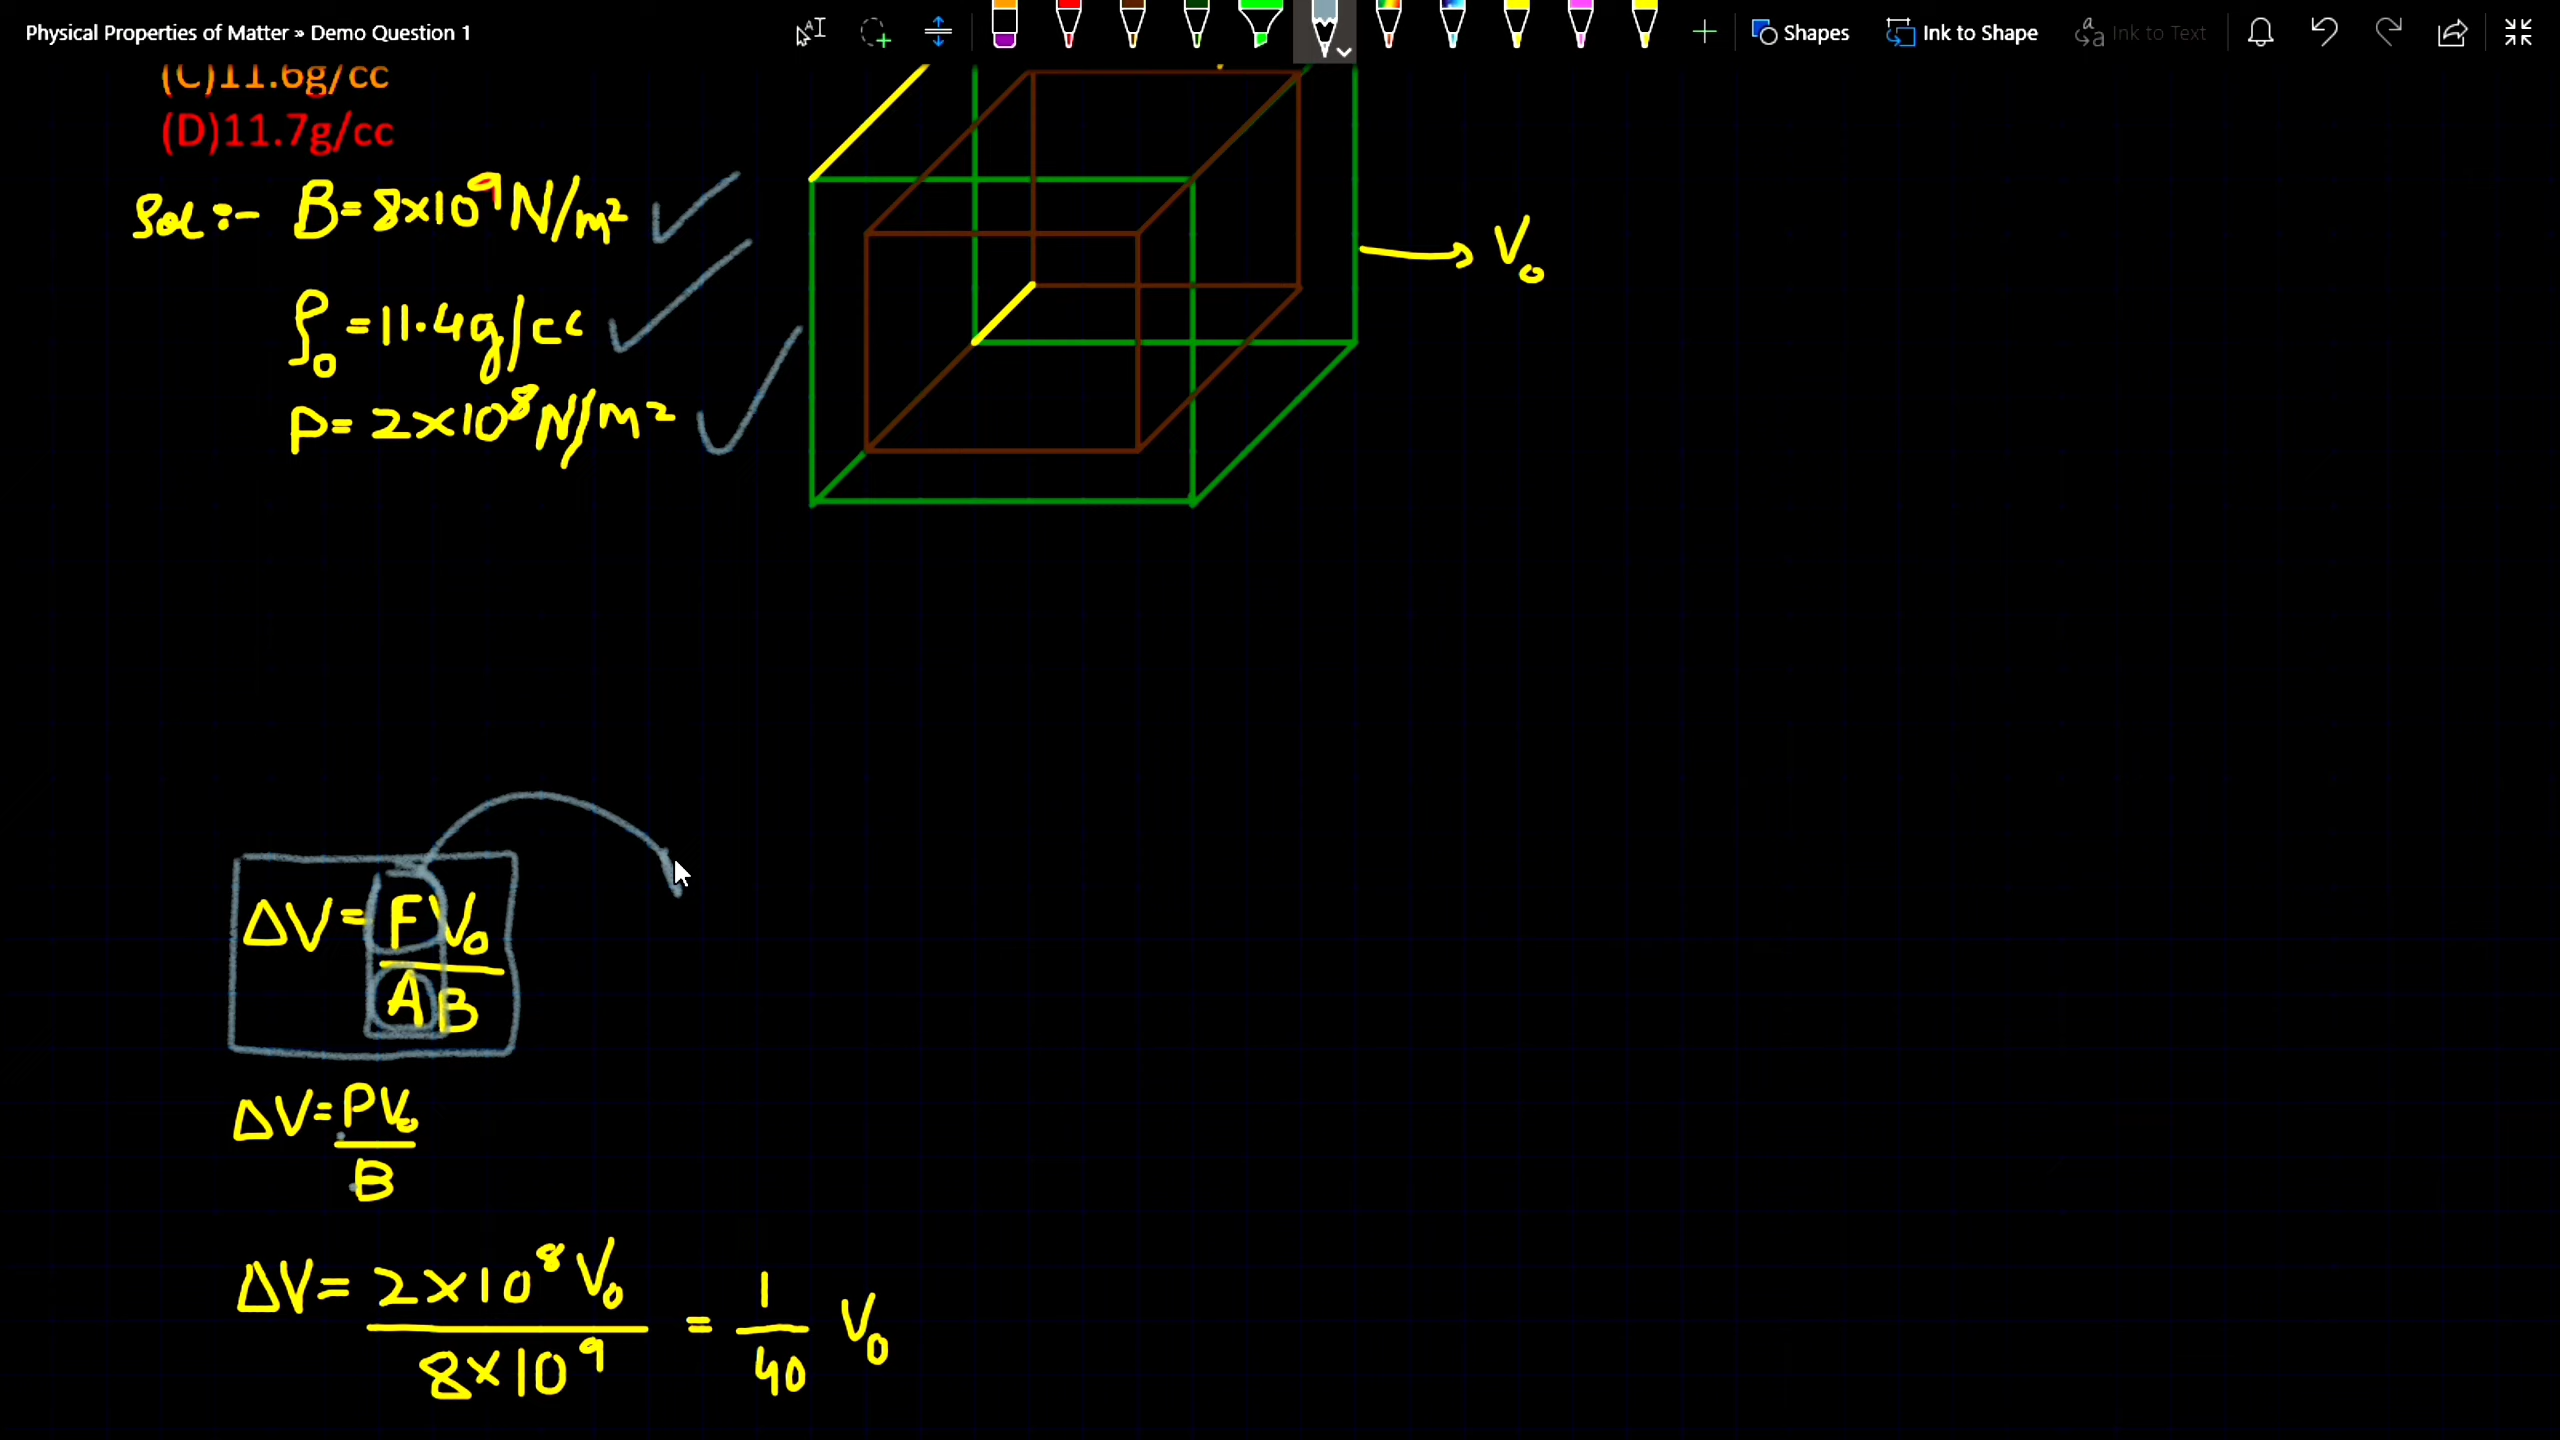 Physical Properties of Matter » Demo Question 1
Shapes
Ink to Shape
Ink to Text
(C)11.6g/cc
(D)11.7g/cc
Sol:- B=8×10⁹N/m²
ρ₀=11.4g/cc
P=2×10⁸N/m²
V₀
ΔV=FV₀
AB
ΔV=PV₀
B
ΔV=2×10⁸V₀
8×10⁹
= 1
40
V₀